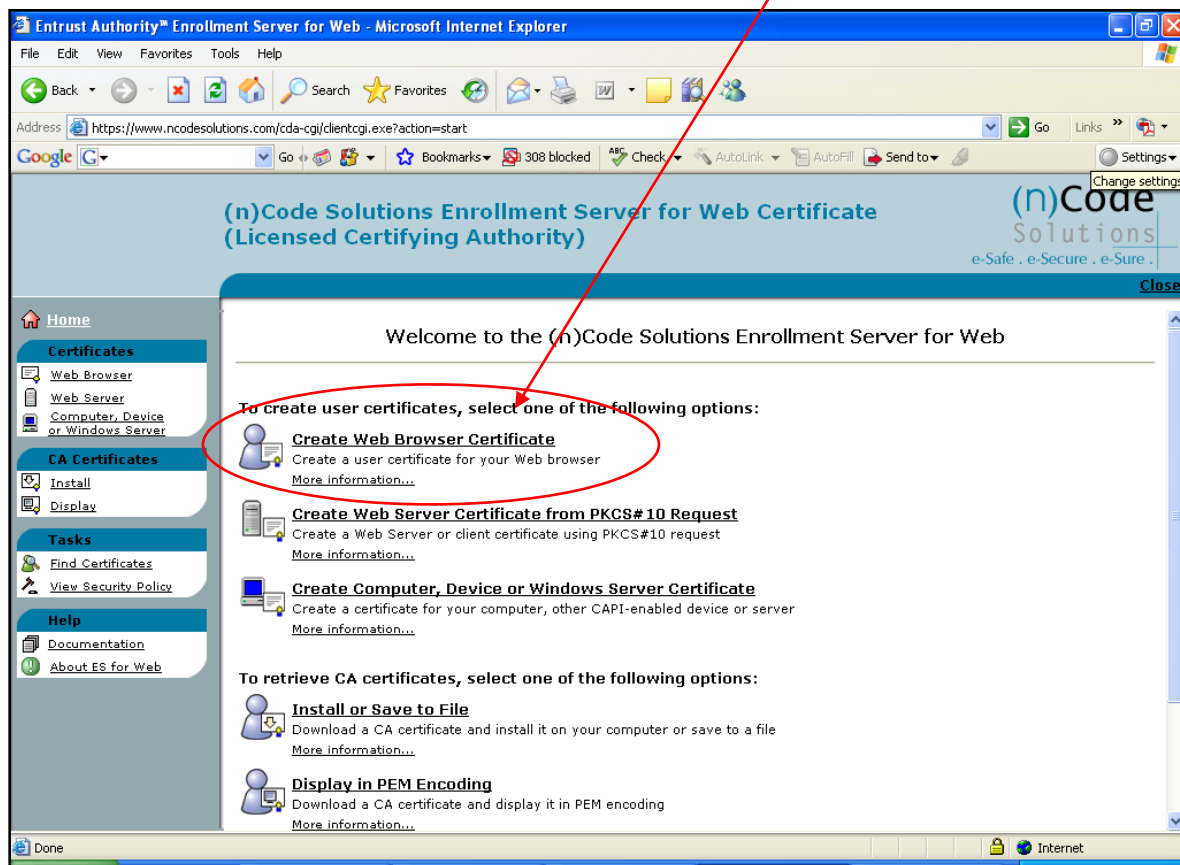 Entrust Authority™ Enrollment Server for Web - Microsoft Internet Explorer
File Edit View Favorites Tools Help
Back Search Favorites
Address https://www.ncodesolutions.com/cda-cgi/clientcgi.exe?action=start Go Links »
Google G Go Bookmarks 308 blocked ABC Check AutoLink AutoFill Send to Settings
Change settings
(n)Code Solutions Enrollment Server for Web Certificate
(Licensed Certifying Authority)
(n)Code
Solutions
e-Safe . e-Secure . e-Sure .
Close
Home
Certificates
Web Browser
Web Server
Computer, Device
or Windows Server
CA Certificates
Install
Display
Tasks
Find Certificates
View Security Policy
Help
Documentation
About ES for Web
Welcome to the (n)Code Solutions Enrollment Server for Web
To create user certificates, select one of the following options:
Create Web Browser Certificate
Create a user certificate for your Web browser
More information...
Create Web Server Certificate from PKCS#10 Request
Create a Web Server or client certificate using PKCS#10 request
More information...
Create Computer, Device or Windows Server Certificate
Create a certificate for your computer, other CAPI-enabled device or server
More information...
To retrieve CA certificates, select one of the following options:
Install or Save to File
Download a CA certificate and install it on your computer or save to a file
More information...
Display in PEM Encoding
Download a CA certificate and display it in PEM encoding
More information...
Done Internet